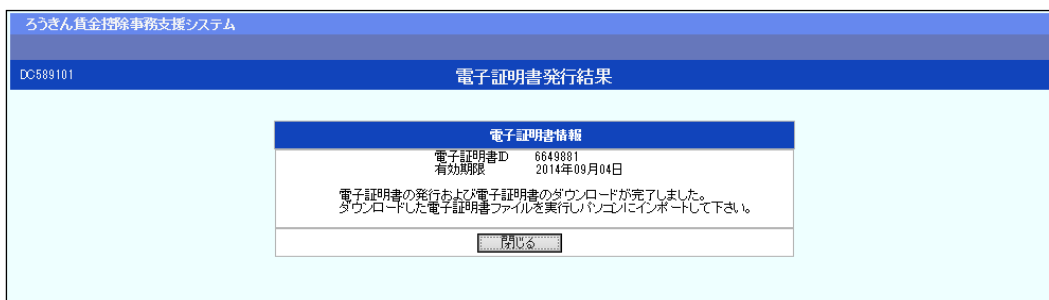 ろうきん賃金控除事務支援システム
DC589101
電子証明書発行結果
電子証明書情報
電子証明書ID 6649881
有効期限 2014年09月04日
電子証明書の発行および電子証明書のダウンロードが完了しました。
ダウンロードした電子証明書ファイルを実行しパソコンにインポートして下さい。
閉じる